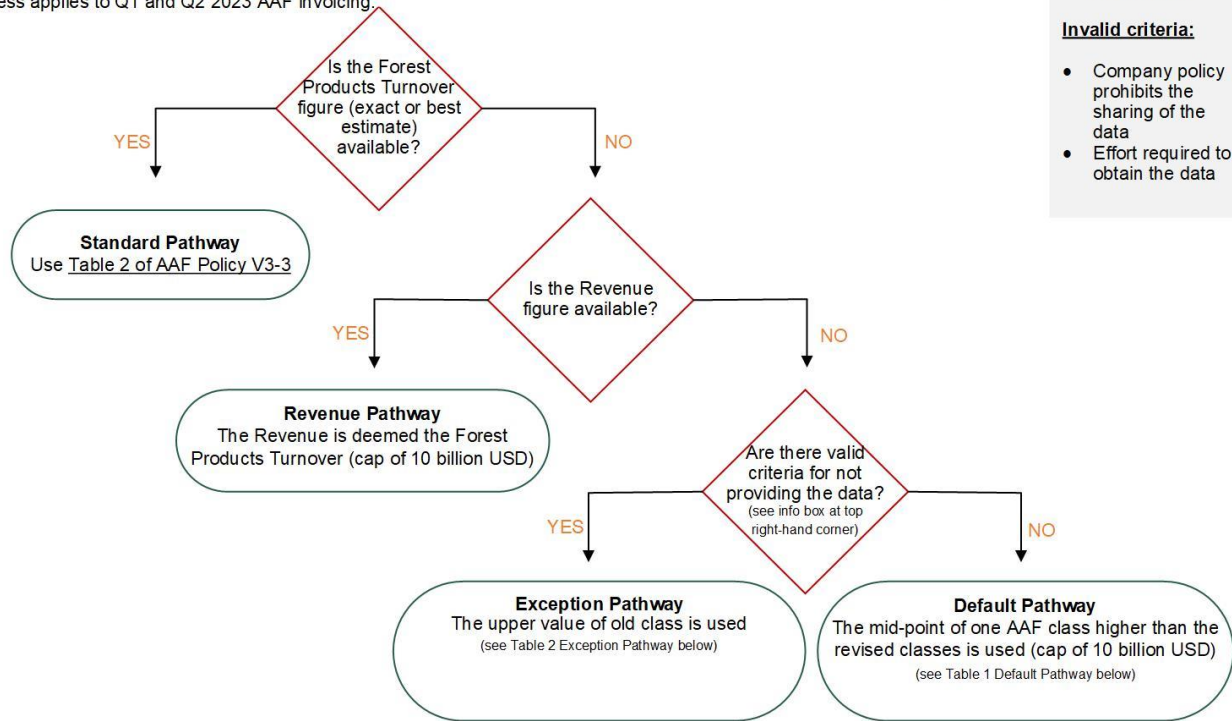 ess applies to Q1 and Q2 2023 AAF invoicing.
Invalid criteria:
● Company policy
prohibits the
sharing of the
data
● Effort required to
obtain the data
Is the Forest
Products Turnover
figure (exact or best
estimate)
available?
YES
NO
Standard Pathway
Use Table 2 of AAF Policy V3-3
Is the Revenue
figure available?
YES
NO
Revenue Pathway
The Revenue is deemed the Forest
Products Turnover (cap of 10 billion USD)
Are there valid
criteria for not
providing the data?
(see info box at top
right-hand corner)
YES
NO
Exception Pathway
The upper value of old class is used
(see Table 2 Exception Pathway below)
Default Pathway
The mid-point of one AAF class higher than the
revised classes is used (cap of 10 billion USD)
(see Table 1 Default Pathway below)